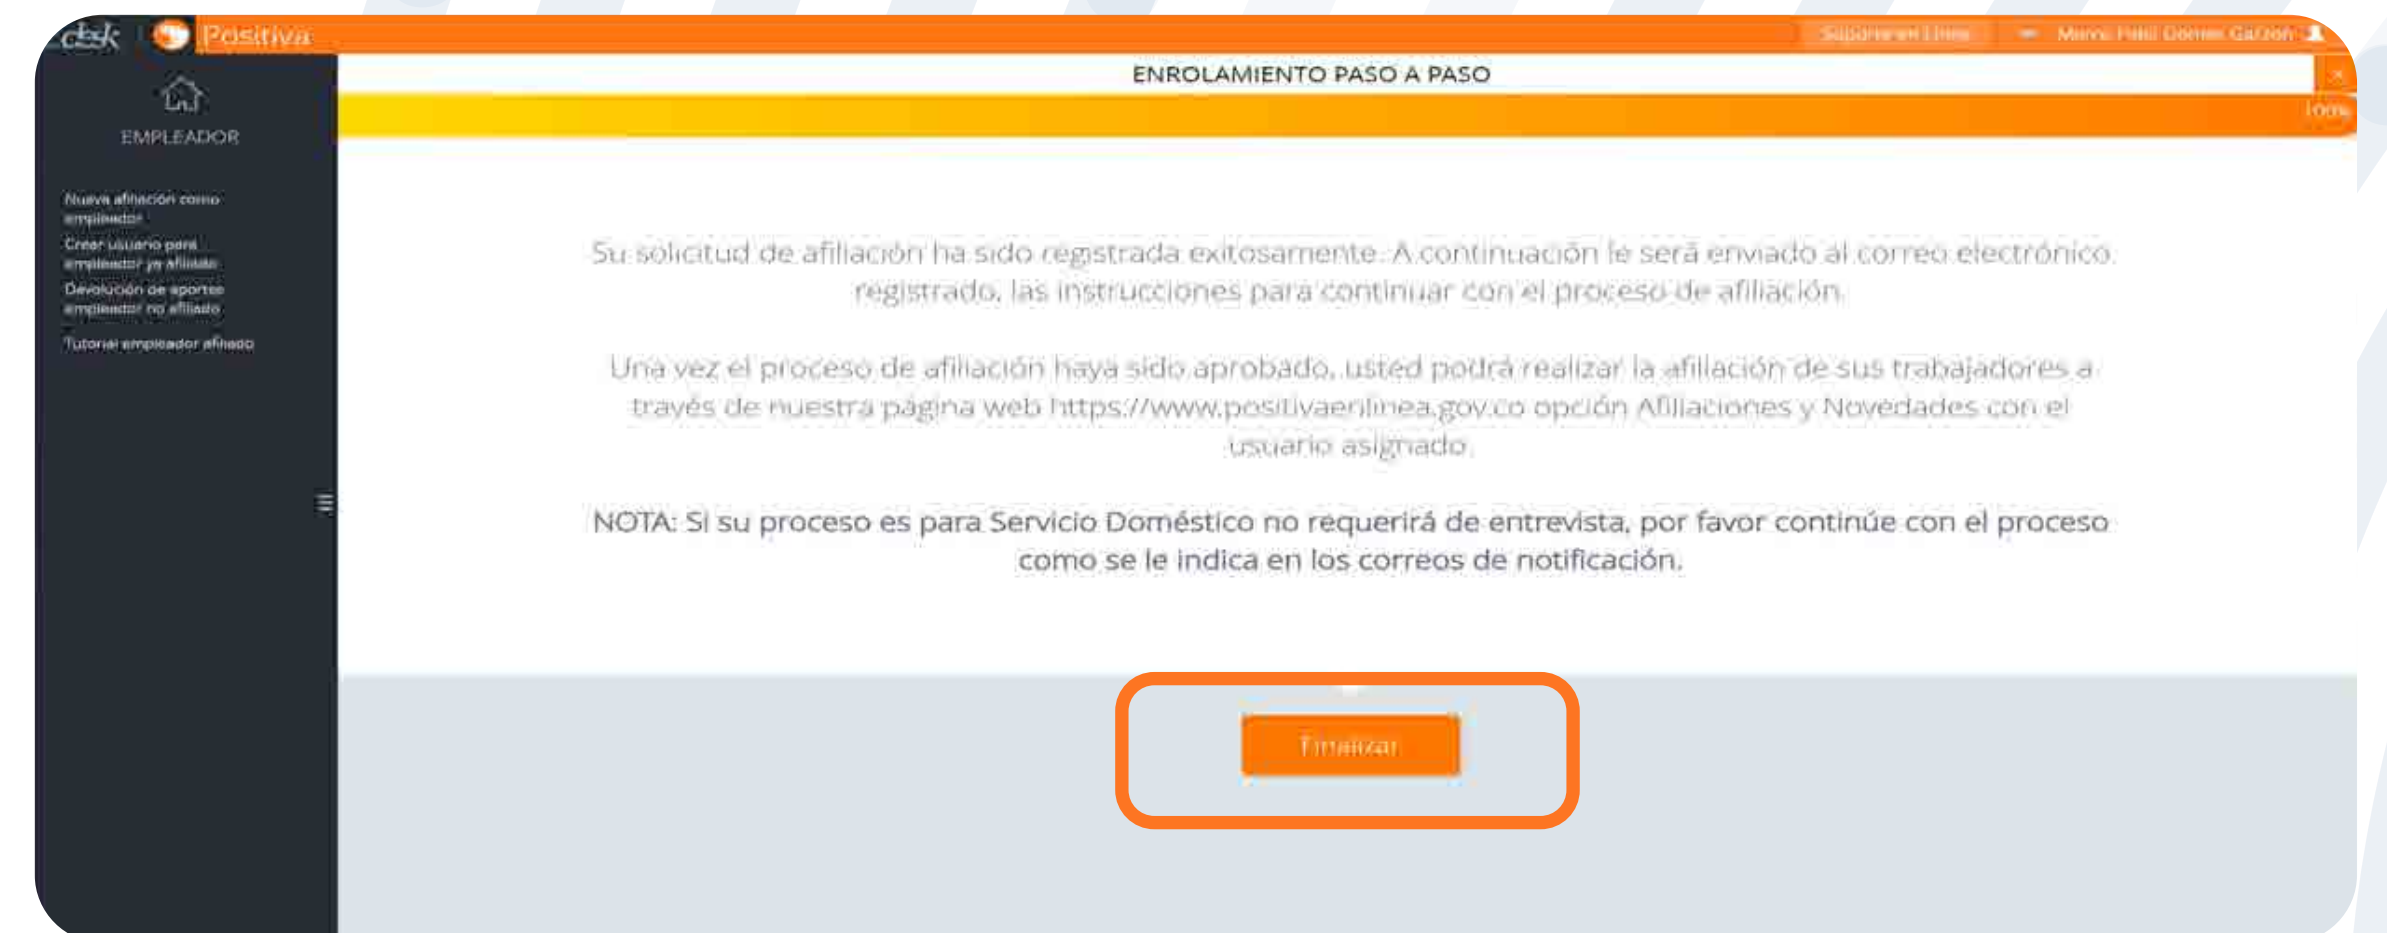 Positiva
Soporte en Línea
ENROLAMIENTO PASO A PASO
100%
EMPLEADOR
Nueva afiliación como
empleador
Crear usuario para
empleador ya afiliado
Devolución de aportes
empleador no afiliado
Tutorial empleador afiliado
Su solicitud de afiliación ha sido registrada exitosamente. A continuación le será enviado al correo electrónico
registrado, las instrucciones para continuar con el proceso de afiliación.
Una vez el proceso de afiliación haya sido aprobado, usted podrá realizar la afiliación de sus trabajadores a
través de nuestra página web https://www.positivaenlinea.gov.co opción Afiliaciones y Novedades con el
usuario asignado.
NOTA: Si su proceso es para Servicio Doméstico no requerirá de entrevista, por favor continúe con el proceso
como se le indica en los correos de notificación.
Finalizar